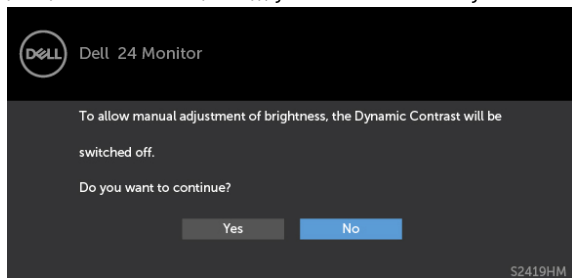 DELL
Dell 24 Monitor
To allow manual adjustment of brightness, the Dynamic Contrast will be
switched off.
Do you want to continue?
Yes No
S2419HM